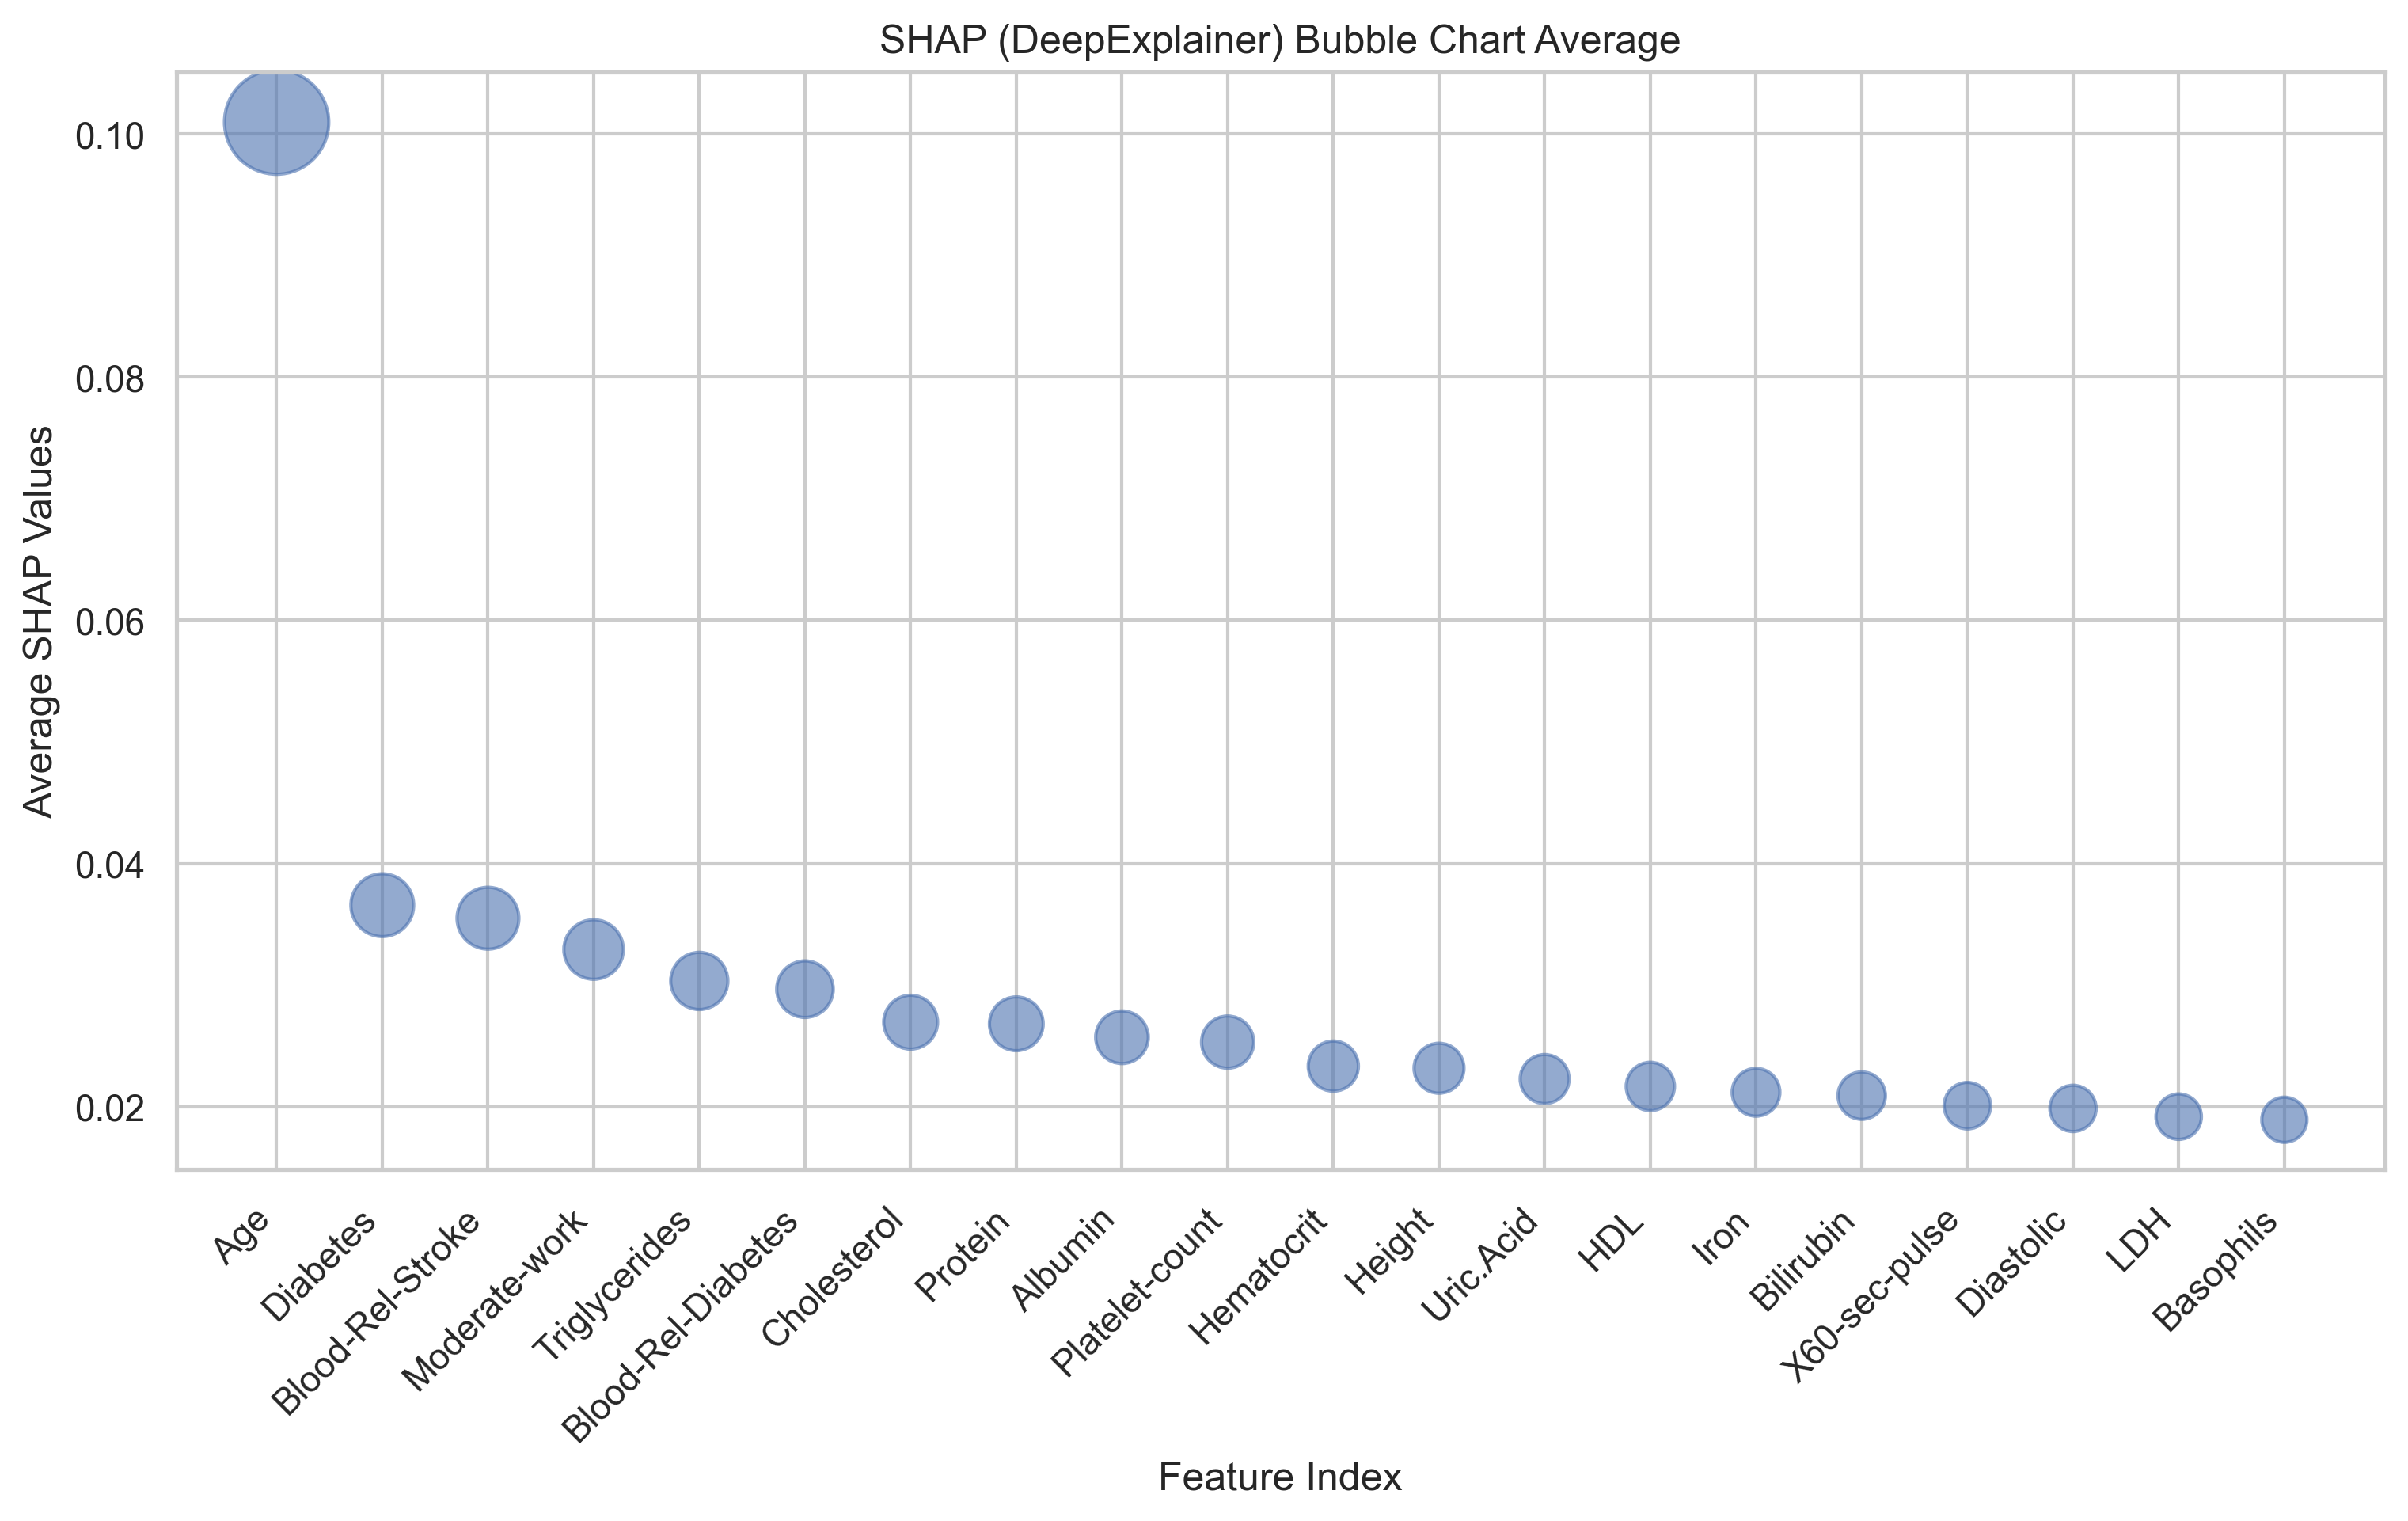 SHAP (DeepExplainer) Bubble Chart Average
Average SHAP Values
0.10
0.08
0.06
0.04
0.02
Age
Diabetes
Blood-Rel-Stroke
Moderate-work
Triglycerides
Blood-Rel-Diabetes
Cholesterol
Protein
Albumin
Platelet-count
Hematocrit
Height
Uric.Acid
HDL
Iron
Bilirubin
X60-sec-pulse
Diastolic
LDH
Basophils
Feature Index